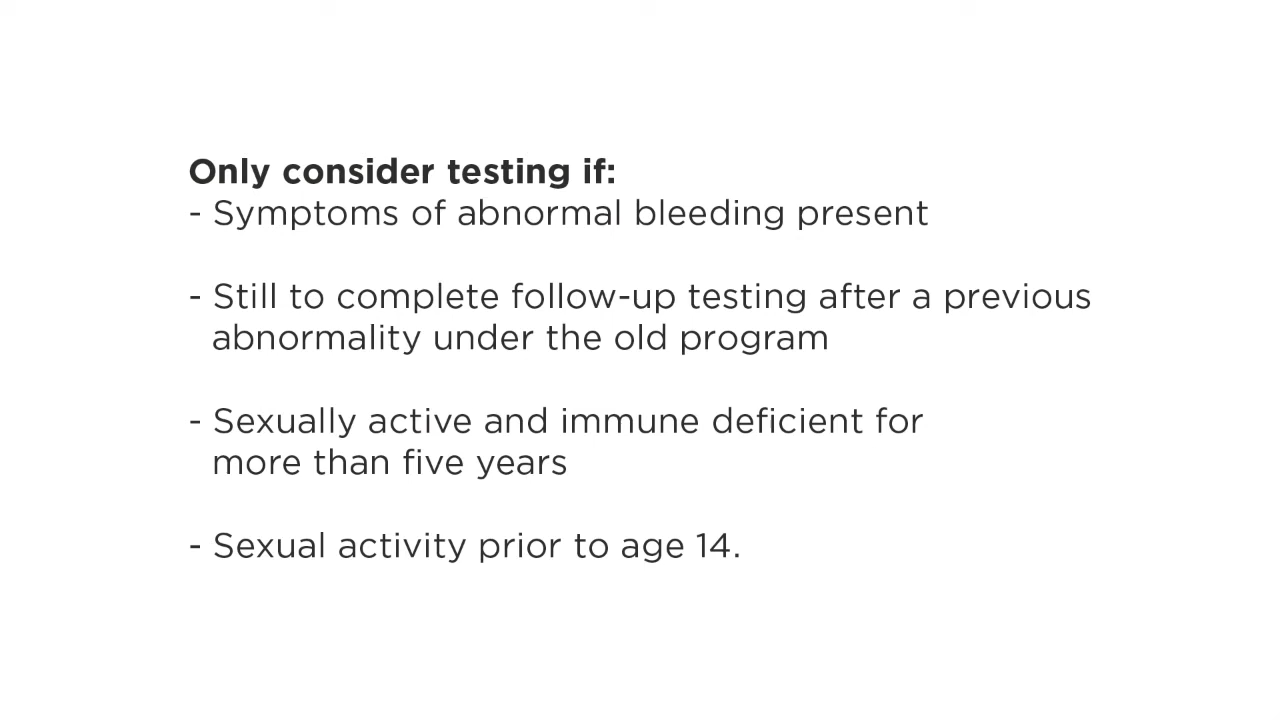 Only consider testing if:
- Symptoms of abnormal bleeding present
- Still to complete follow-up testing after a previous
abnormality under the old program
- Sexually active and immune deficient for
more than five years
- Sexual activity prior to age 14.